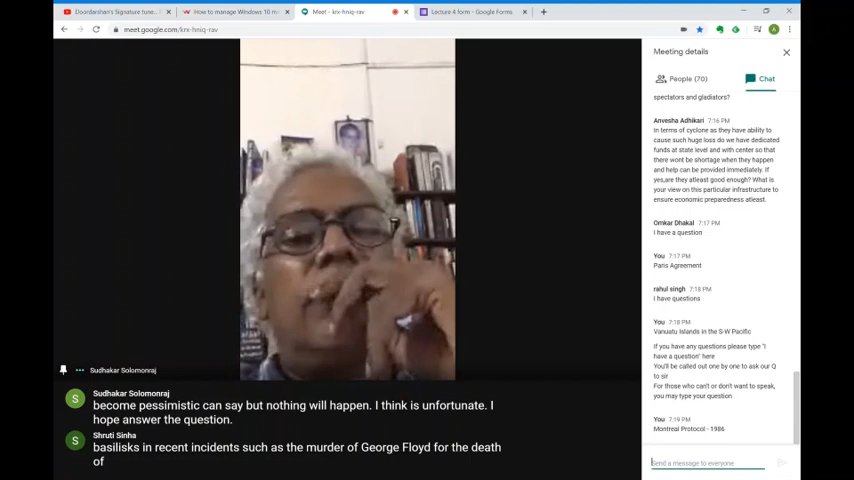 Doordarshan's Signature tune...
How to manage Windows 10 n
Meet - krx-hniq-rav
Lecture 4 form - Google Forms
meet.google.com/krx-hniq-rav
Sudhakar Solomonraj
Sudhakar Solomonraj
become pessimistic can say but nothing will happen. I think is unfortunate. I
hope answer the question.
Shruti Sinha
basilisks in recent incidents such as the murder of George Floyd for the death
of
Meeting details
People (70)
Chat
spectators and gladiators?
Anvesha Adhikari 7:16 PM
In terms of cyclone as they have ability to
cause such huge loss do we have dedicated
funds at state level and with center so that
there wont be shortage when they happen
and help can be provided immediately. If
yes,are they atleast good enough? What is
your view on this particular infrastructure to
ensure economic preparedness atleast.
Omkar Dhakal 7:17 PM
I have a question
You 7:17 PM
Paris Agreement
rahul singh 7:18 PM
i have questions
You 7:18 PM
Vanuatu Islands in the S-W Pacific
If you have any questions please type "I
have a question" here
You'll be called out one by one to ask our Q
to sir
For those who can't or don't want to speak,
you may type your question
You 7:19 PM
Montreal Protocol - 1986
Send a message to everyone